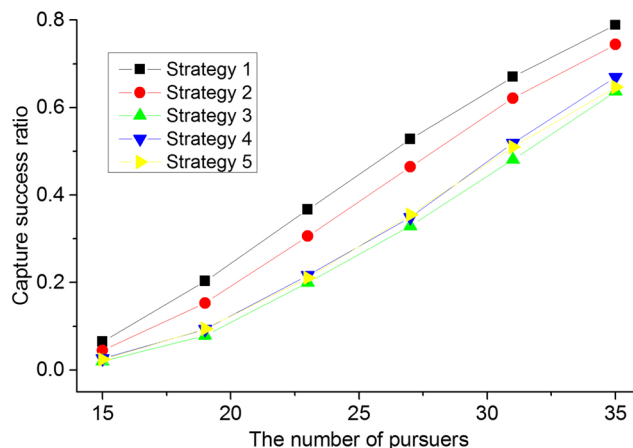 0.8
0.6
0.4
0.2
0.0
Capture success ratio
Strategy 1
Strategy 2
Strategy 3
Strategy 4
Strategy 5
15 20 25 30 35
The number of pursuers